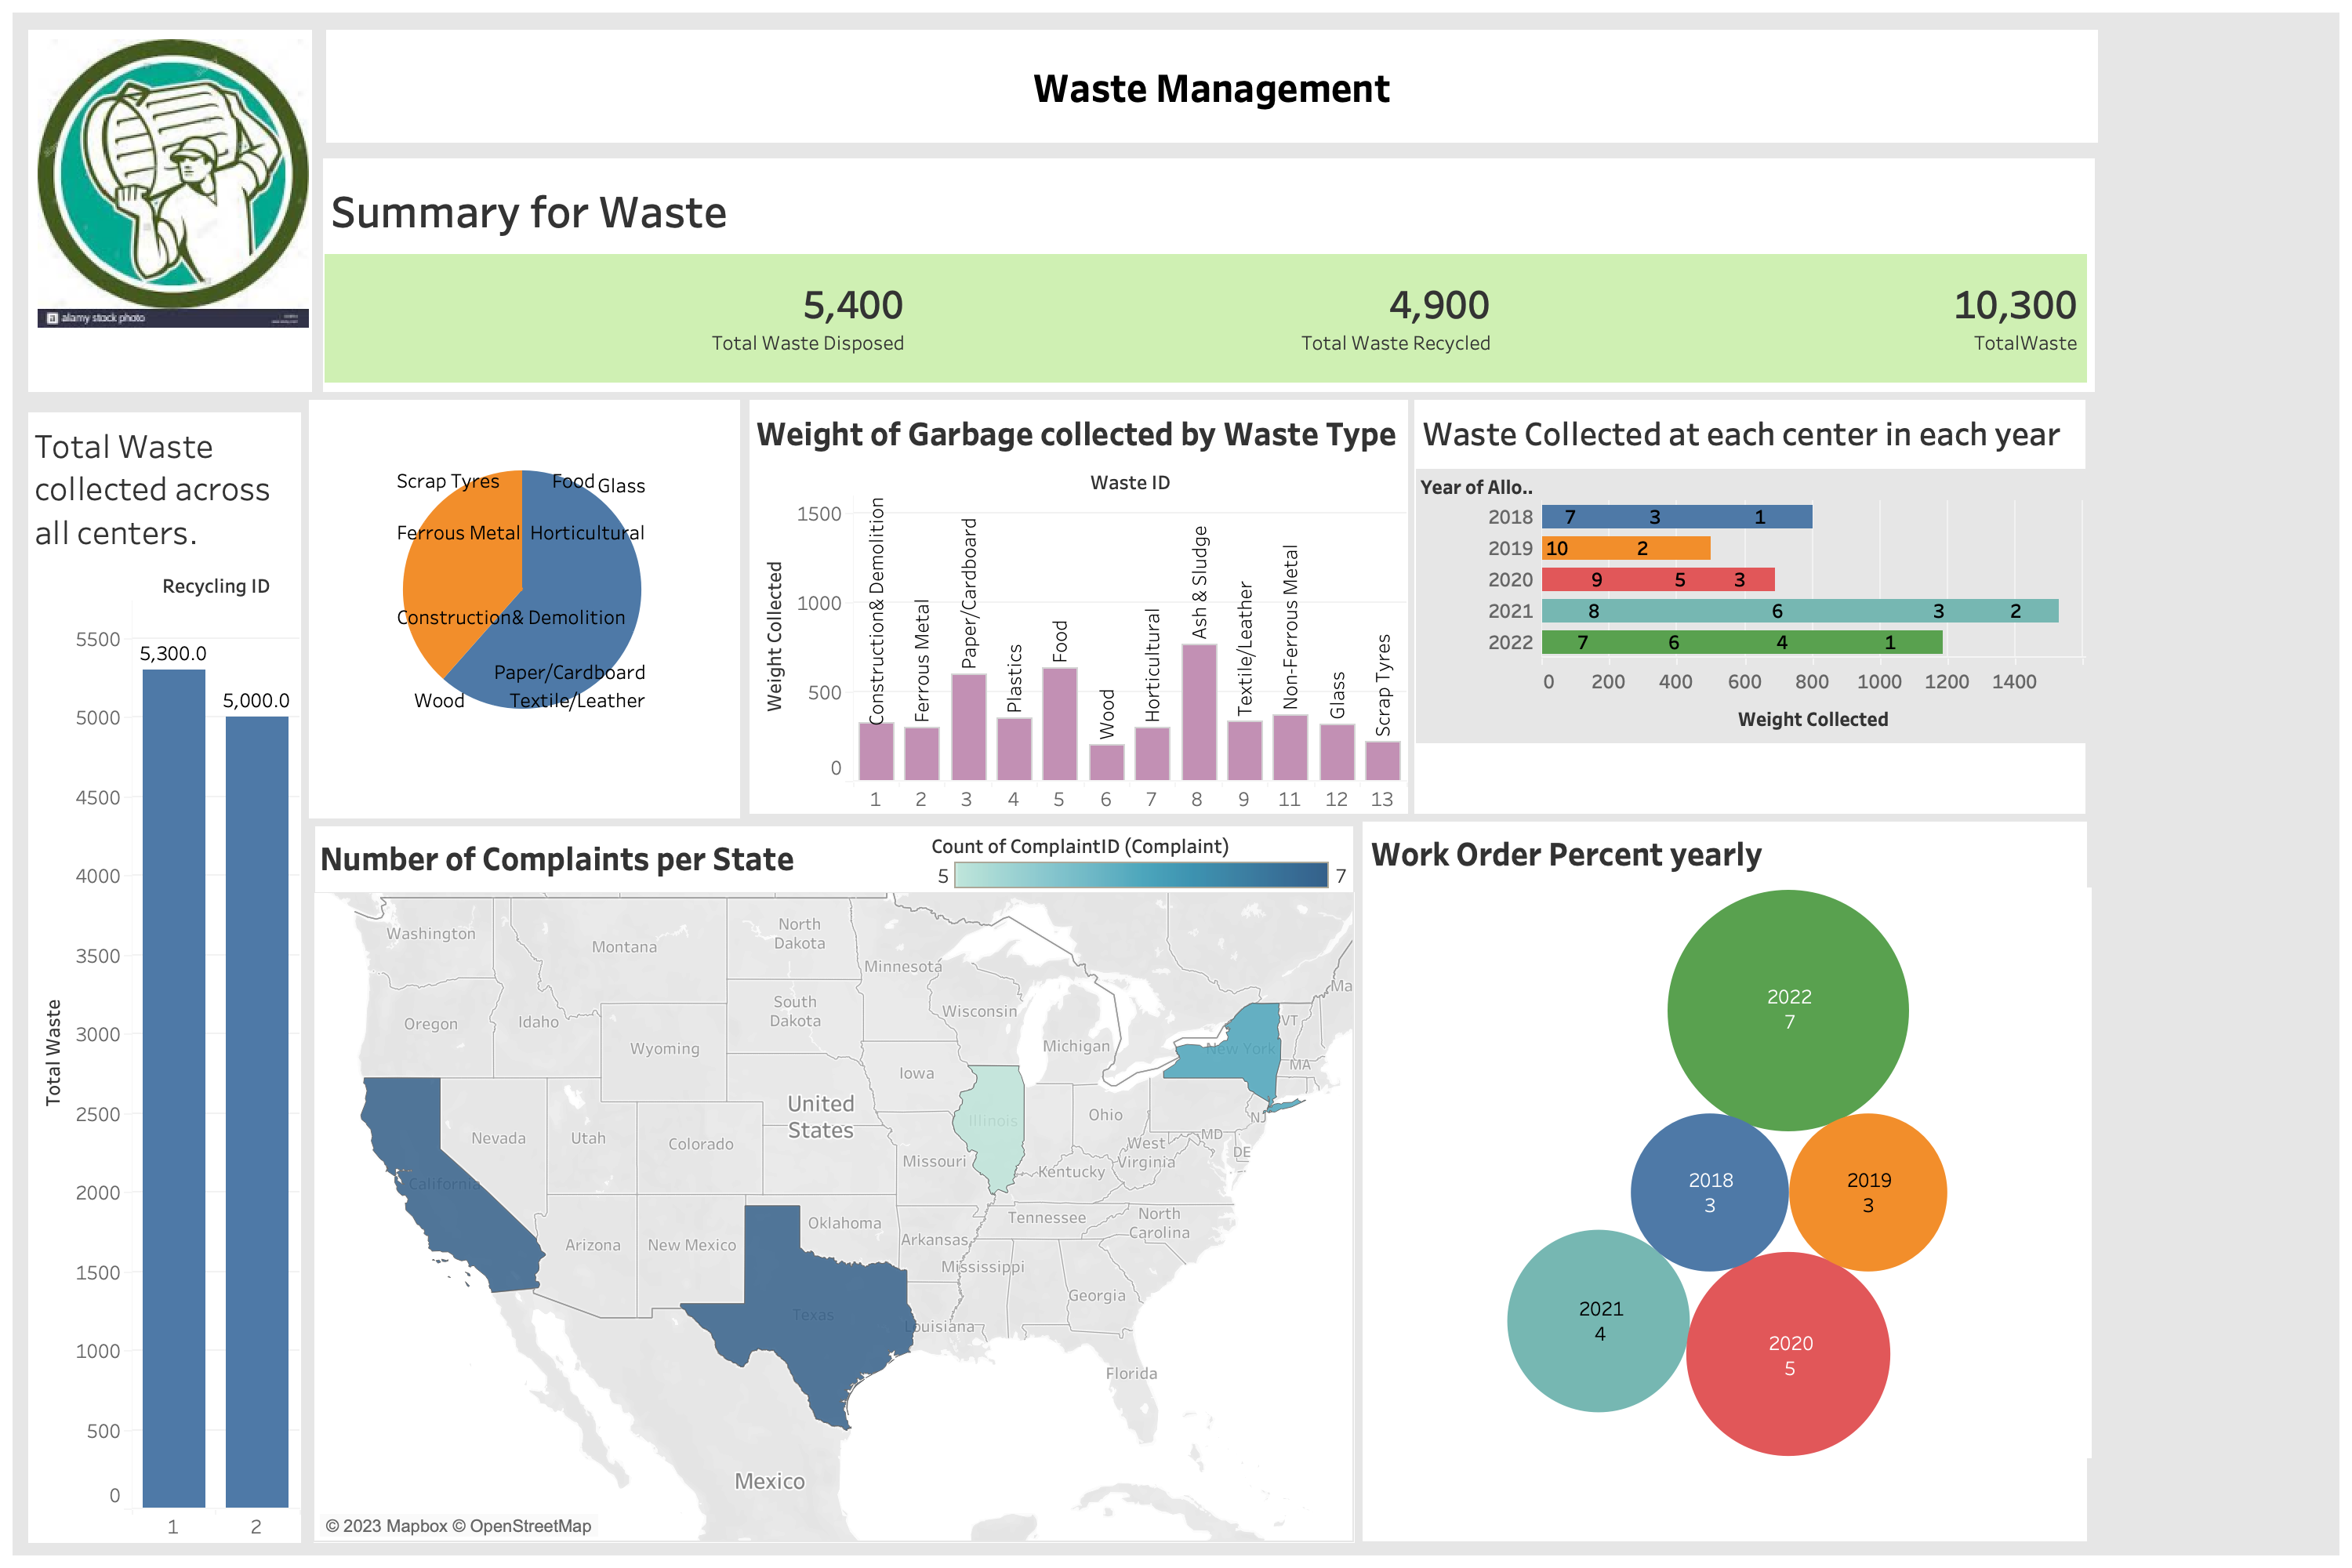 Waste Management
alamy stock photo
Summary for Waste
5,400
Total Waste Disposed
4,900
Total Waste Recycled
10,300
TotalWaste
Total Waste
collected across
all centers.
Recycling ID
Total Waste
5500
5000
4500
4000
3500
3000
2500
2000
1500
1000
500
0
5,300.0
5,000.0
1
2
Scrap Tyres
Food
Glass
Ferrous Metal
Horticultural
Construction& Demolition
Paper/Cardboard
Wood
Textile/Leather
Weight of Garbage collected by Waste Type
Waste ID
Weight Collected
1500
1000
500
0
Construction& Demolition
Ferrous Metal
Paper/Cardboard
Plastics
Food
Wood
Horticultural
Ash & Sludge
Textile/Leather
Non-Ferrous Metal
Glass
Scrap Tyres
1 2 3 4 5 6 7 8 9 11 12 13
Waste Collected at each center in each year
Year of Allo..
2018 7 3 1
2019 10 2
2020 9 5 3
2021 8 6 3 2
2022 7 6 4 1
0 200 400 600 800 1000 1200 1400
Weight Collected
Number of Complaints per State
Count of ComplaintID (Complaint)
5 7
Washington
Montana
North
Dakota
Minnesota
Ma
Oregon
Idaho
South
Dakota
Wisconsin
VT
Wyoming
Michigan
New York
MA
Iowa
United
States
Illinois
Ohio
NJ
Nevada
Utah
Colorado
MD
West
Virginia
DE
Missouri
Kentucky
California
Oklahoma
Tennessee
North
Carolina
Arizona
New Mexico
Arkansas
Mississippi
Georgia
Texas
Louisiana
Florida
Mexico
© 2023 Mapbox © OpenStreetMap
Work Order Percent yearly
2022
7
2018
3
2019
3
2021
4
2020
5